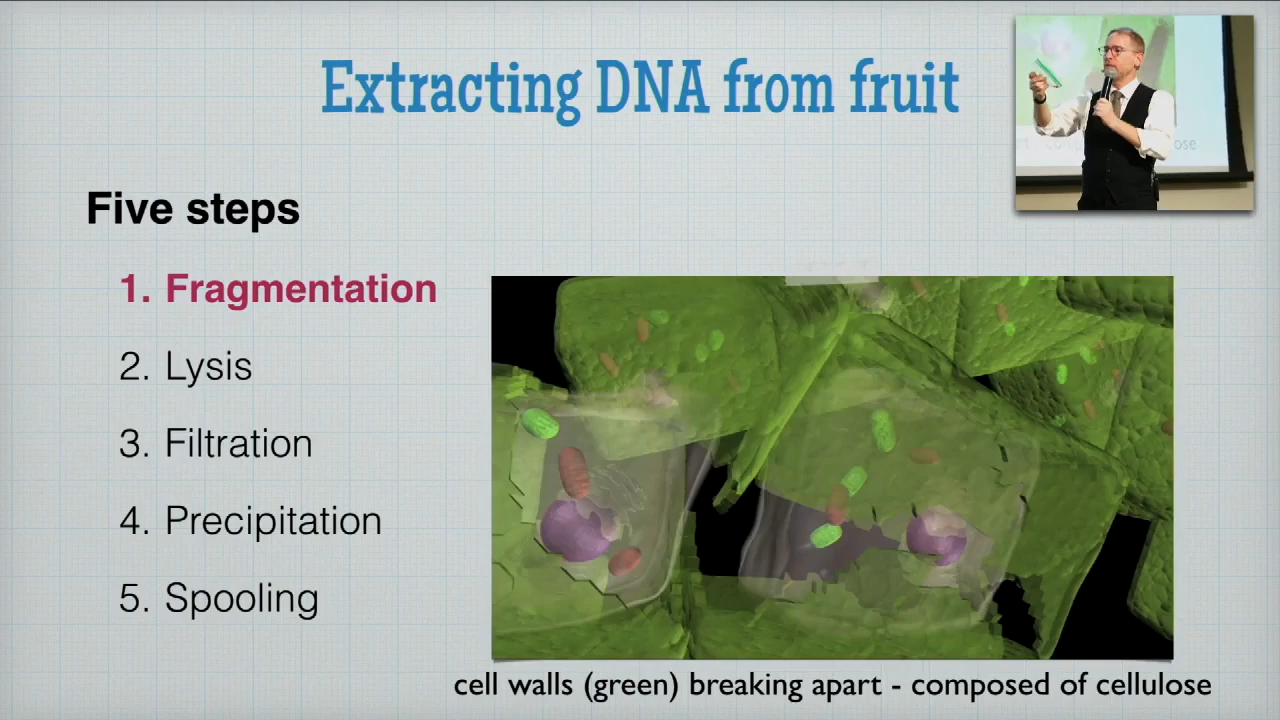 Extracting DNA from fruit
Five steps
1. Fragmentation
2. Lysis
3. Filtration
4. Precipitation
5. Spooling
cell walls (green) breaking apart - composed of cellulose